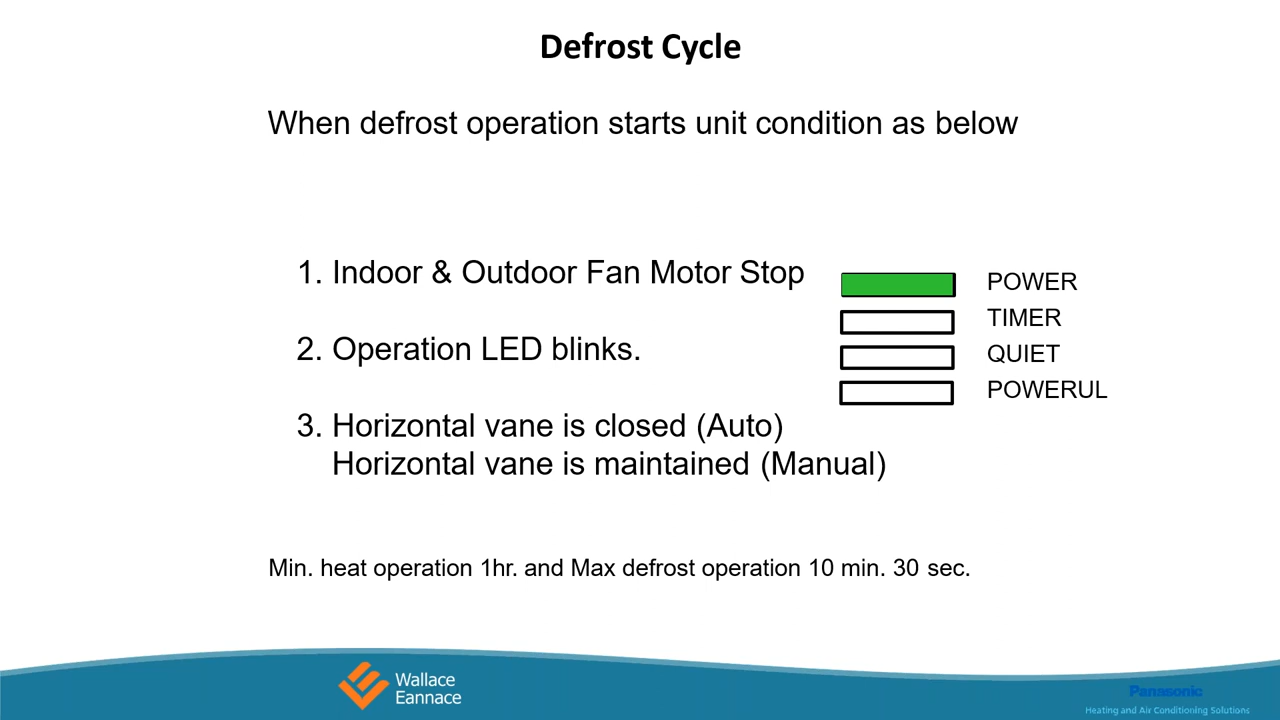 Defrost Cycle
When defrost operation starts unit condition as below
1. Indoor & Outdoor Fan Motor Stop
2. Operation LED blinks.
3. Horizontal vane is closed (Auto)
Horizontal vane is maintained (Manual)
POWER
TIMER
QUIET
POWERUL
Min. heat operation 1hr. and Max defrost operation 10 min. 30 sec.
Wallace
Eannace
Panasonic
Heating and Air Conditioning Solutions